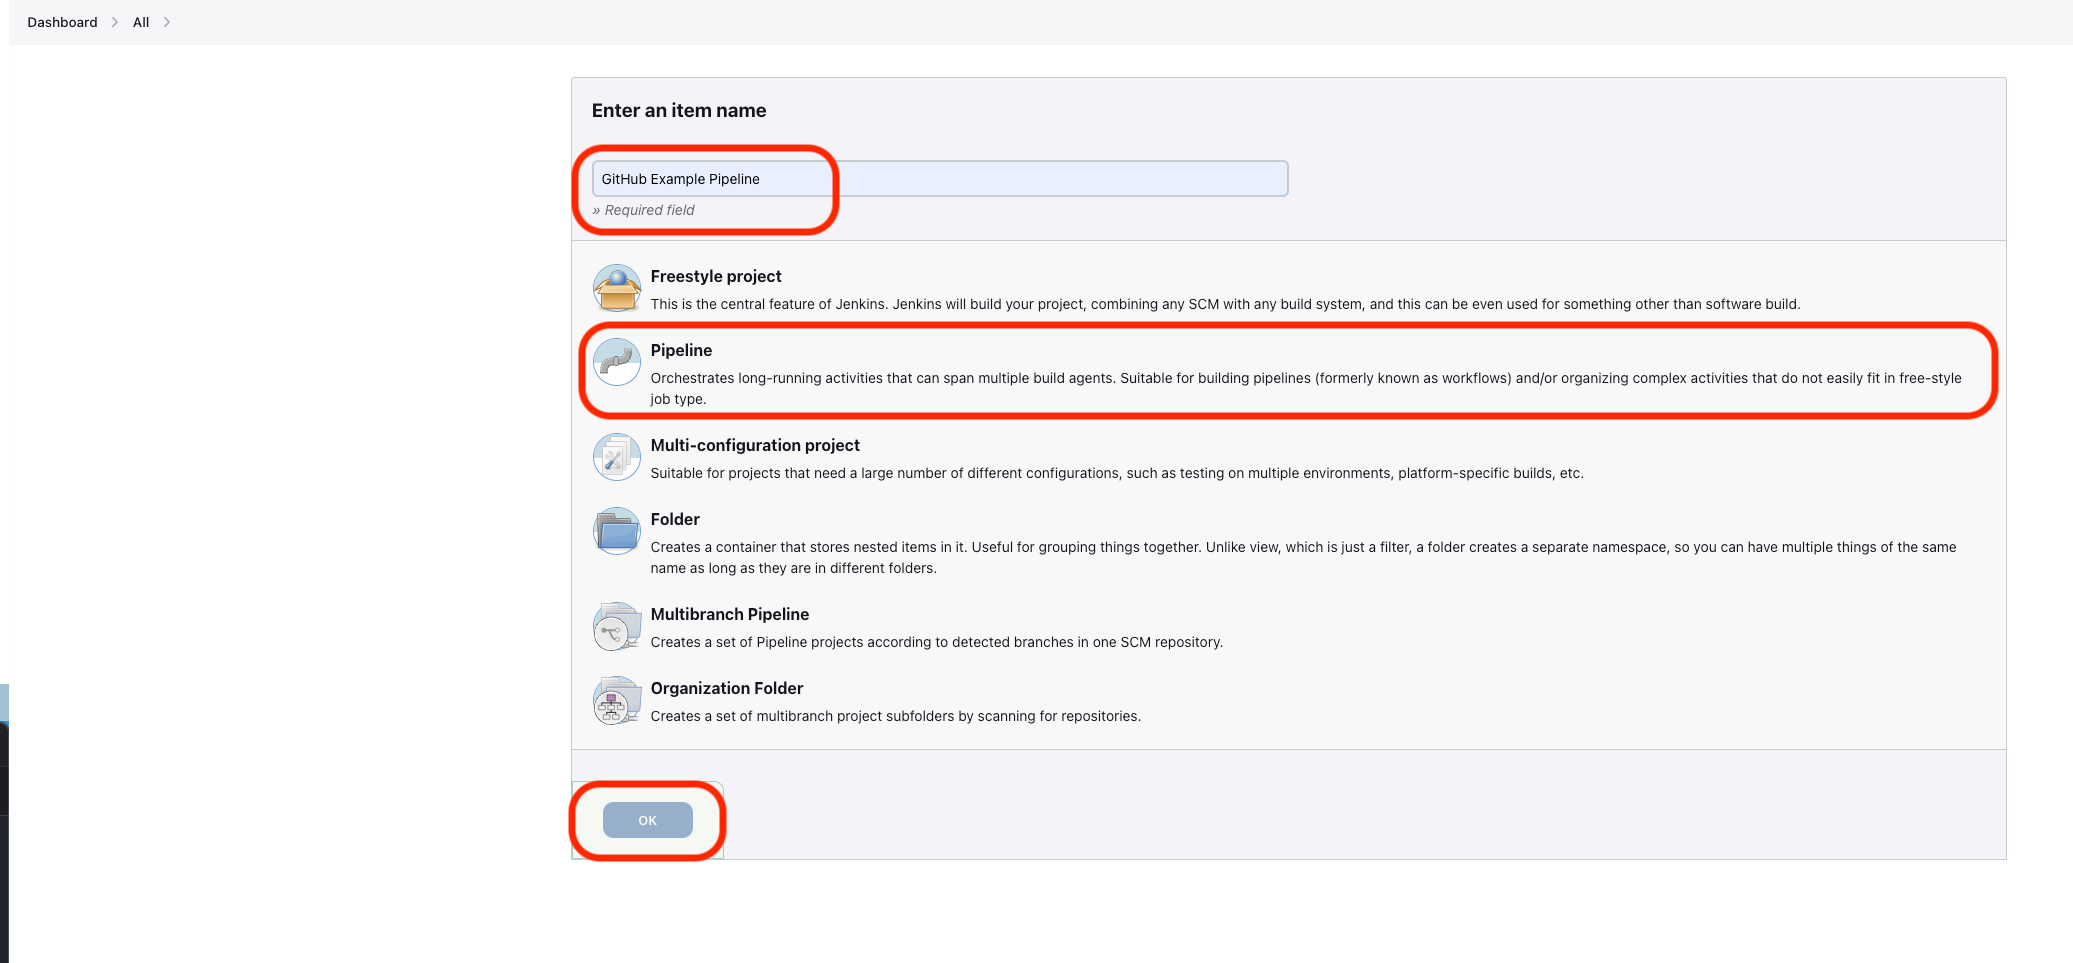 Dashboard
All
Enter an item name
GitHub Example Pipeline
» Required field
Freestyle project
This is the central feature of Jenkins. Jenkins will build your project, combining any SCM with any build system, and this can be even used for something other than software build.
Pipeline
Orchestrates long-running activities that can span multiple build agents. Suitable for building pipelines (formerly known as workflows) and/or organizing complex activities that do not easily fit in free-style
job type.
Multi-configuration project
Suitable for projects that need a large number of different configurations, such as testing on multiple environments, platform-specific builds, etc.
Folder
Creates a container that stores nested items in it. Useful for grouping things together. Unlike view, which is just a filter, a folder creates a separate namespace, so you can have multiple things of the same
name as long as they are in different folders.
Multibranch Pipeline
Creates a set of Pipeline projects according to detected branches in one SCM repository.
Organization Folder
Creates a set of multibranch project subfolders by scanning for repositories.
OK